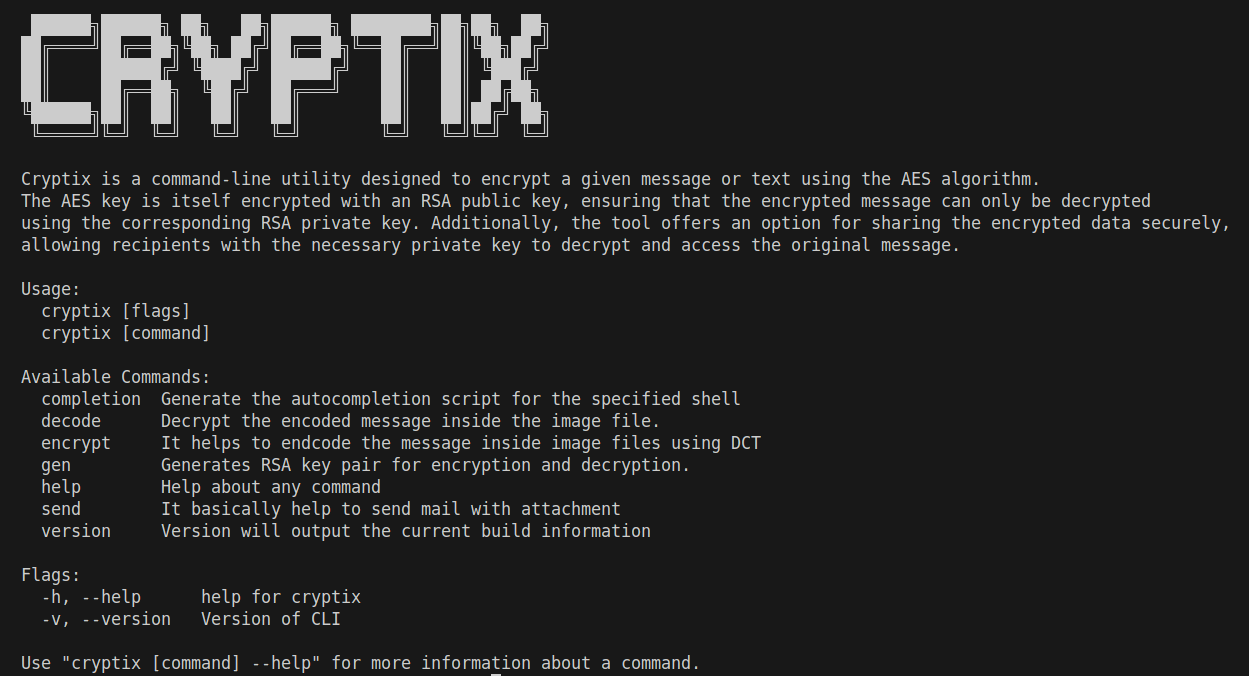 CRYPTIX
Cryptix is a command-line utility designed to encrypt a given message or text using the AES algorithm.
The AES key is itself encrypted with an RSA public key, ensuring that the encrypted message can only be decrypted
using the corresponding RSA private key. Additionally, the tool offers an option for sharing the encrypted data securely,
allowing recipients with the necessary private key to decrypt and access the original message.
Usage:
cryptix [flags]
cryptix [command]
Available Commands:
completion  Generate the autocompletion script for the specified shell
decode      Decrypt the encoded message inside the image file.
encrypt     It helps to endcode the message inside image files using DCT
gen         Generates RSA key pair for encryption and decryption.
help        Help about any command
send        It basically help to send mail with attachment
version     Version will output the current build information
Flags:
-h, --help      help for cryptix
-v, --version   Version of CLI
Use "cryptix [command] --help" for more information about a command.